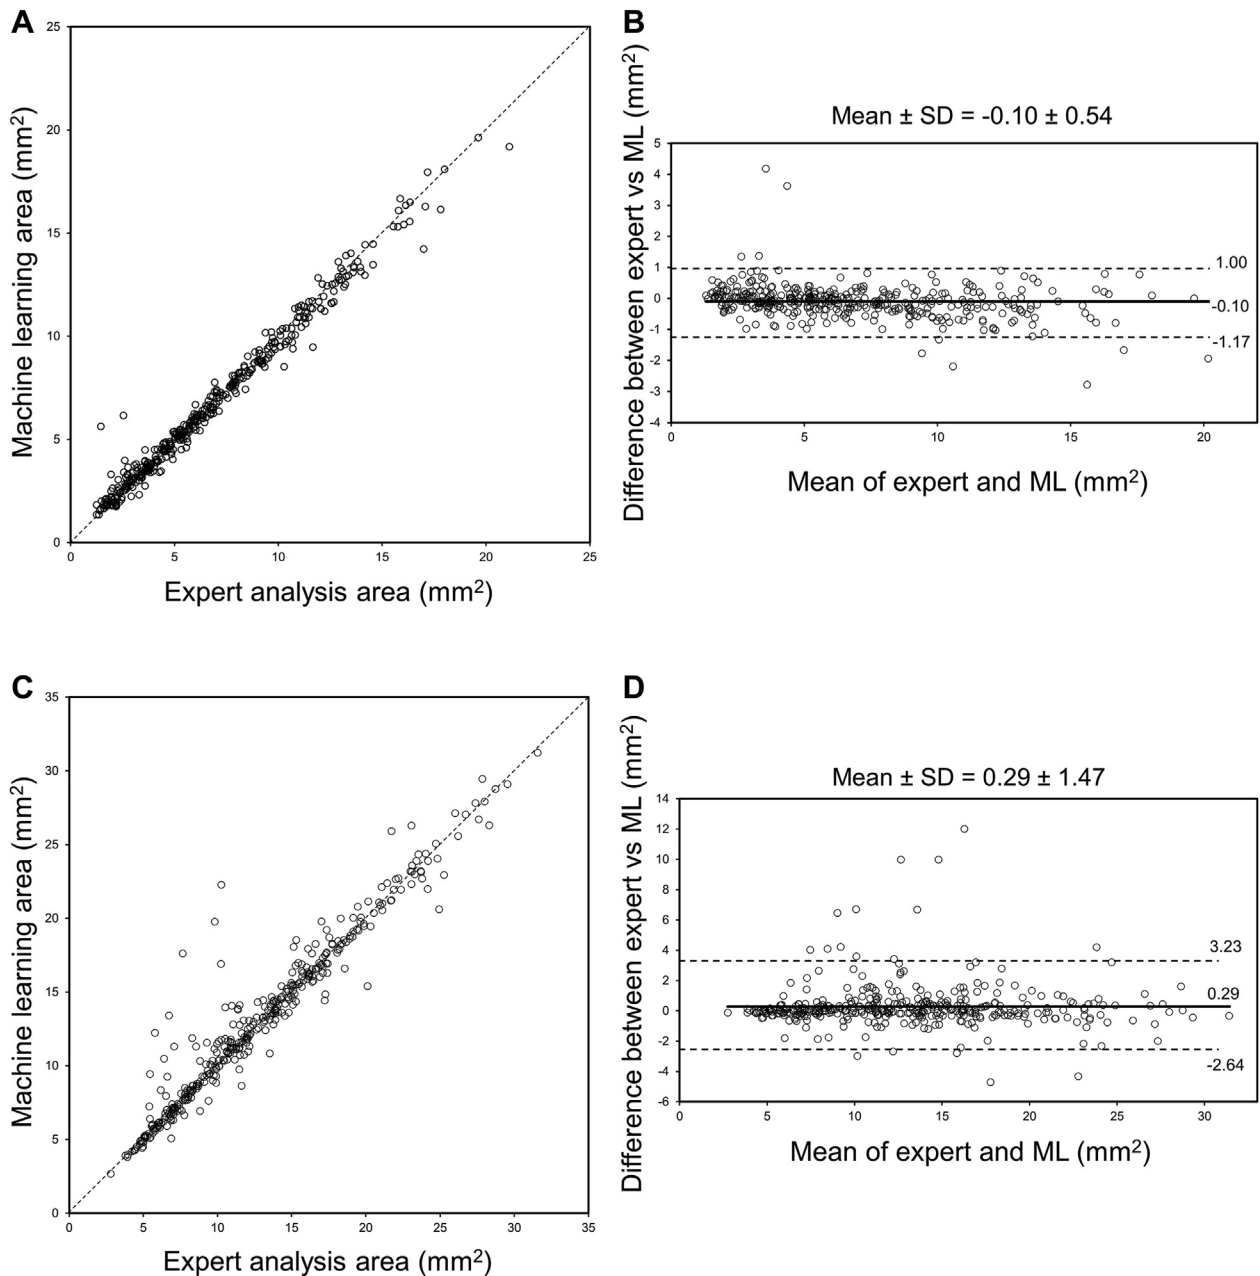 A
25
20
15
10
5
0
0 5 10 15 20 25
Machine learning area (mm²)
Expert analysis area (mm²)
B
Mean ± SD = -0.10 ± 0.54
5
4
3
2
1
0
-1
-2
-3
-4
0 5 10 15 20
1.00
-0.10
-1.17
Difference between expert vs ML (mm²)
Mean of expert and ML (mm²)
C
35
30
25
20
15
10
5
0
0 5 10 15 20 25 30 35
Machine learning area (mm²)
Expert analysis area (mm²)
D
Mean ± SD = 0.29 ± 1.47
14
12
10
8
6
4
2
0
-2
-4
-6
0 5 10 15 20 25 30
3.23
0.29
-2.64
Difference between expert vs ML (mm²)
Mean of expert and ML (mm²)